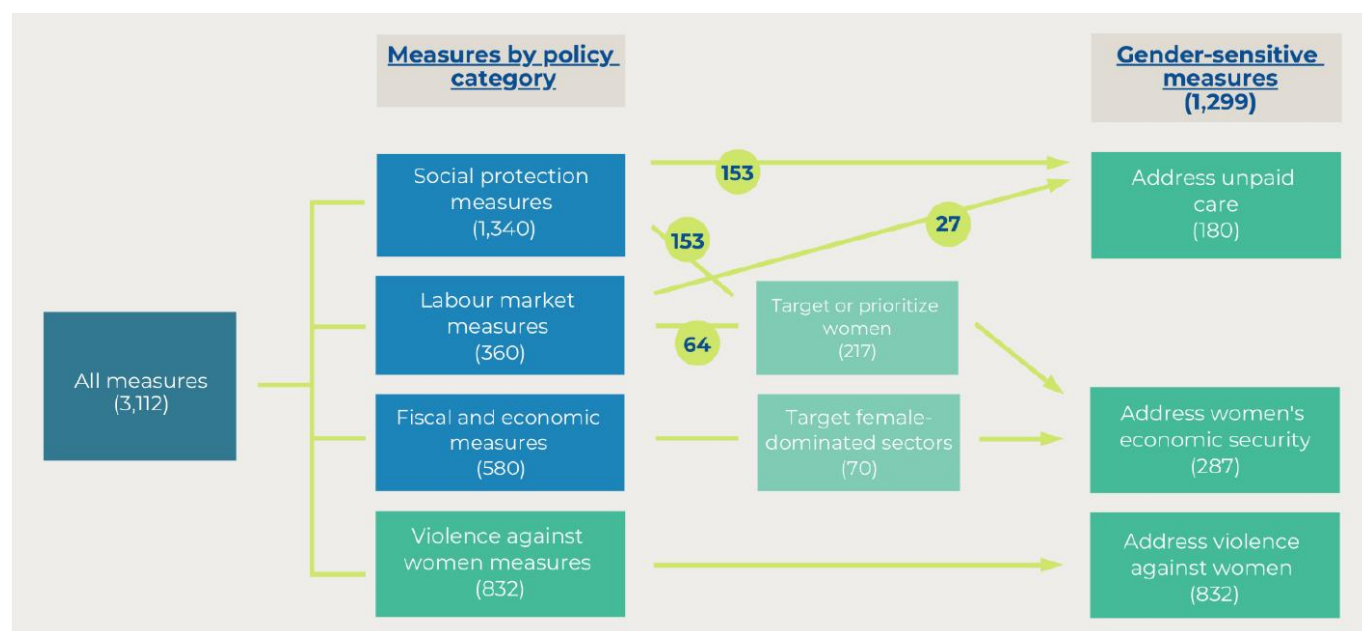 Measures by policy
category
Gender-sensitive
measures
(1,299)
All measures
(3,112)
Social protection
measures
(1,340)
Labour market
measures
(360)
Fiscal and economic
measures
(580)
Violence against
women measures
(832)
153
153
27
64
Target or prioritize
women
(217)
Target female-
dominated sectors
(70)
Address unpaid
care
(180)
Address women's
economic security
(287)
Address violence
against women
(832)